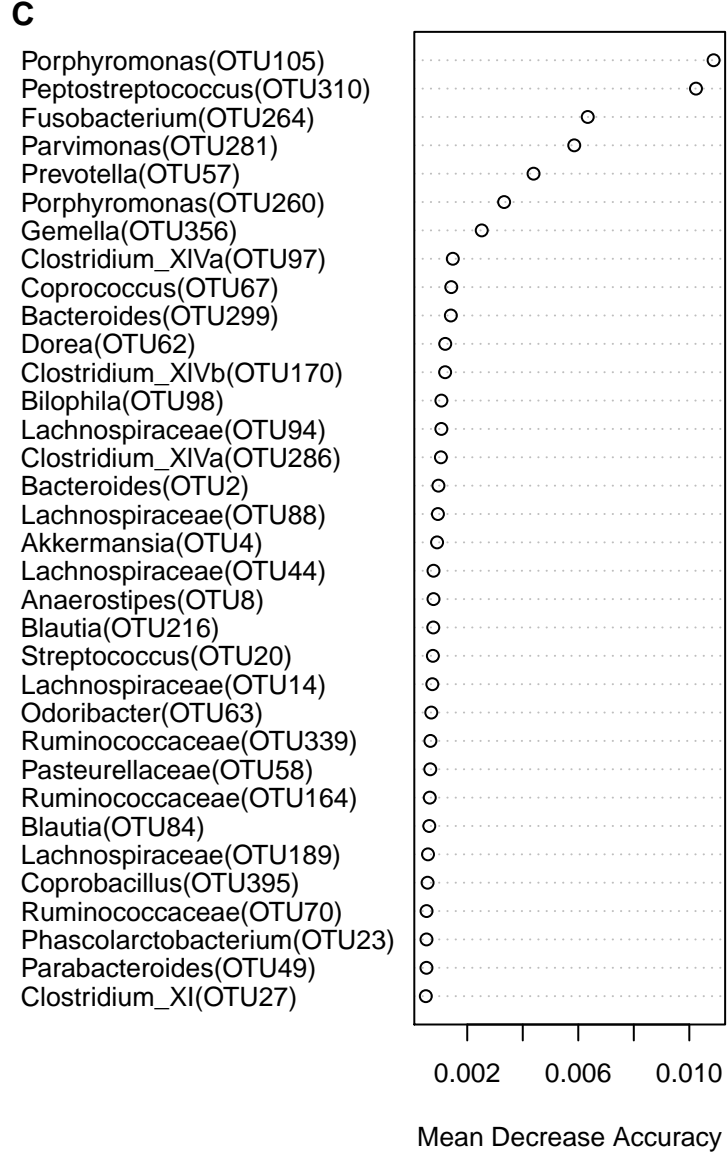 C
Porphyromonas(OTU105)
Peptostreptococcus(OTU310)
Fusobacterium(OTU264)
Parvimonas(OTU281)
Prevotella(OTU57)
Porphyromonas(OTU260)
Gemella(OTU356)
Clostridium_XlVa(OTU97)
Coprococcus(OTU67)
Bacteroides(OTU299)
Dorea(OTU62)
Clostridium_XlVb(OTU170)
Bilophila(OTU98)
Lachnospiraceae(OTU94)
Clostridium_XlVa(OTU286)
Bacteroides(OTU2)
Lachnospiraceae(OTU88)
Akkermansia(OTU4)
Lachnospiraceae(OTU44)
Anaerostipes(OTU8)
Blautia(OTU216)
Streptococcus(OTU20)
Lachnospiraceae(OTU14)
Odoribacter(OTU63)
Ruminococcaceae(OTU339)
Pasteurellaceae(OTU58)
Ruminococcaceae(OTU164)
Blautia(OTU84)
Lachnospiraceae(OTU189)
Coprobacillus(OTU395)
Ruminococcaceae(OTU70)
Phascolarctobacterium(OTU23)
Parabacteroides(OTU49)
Clostridium_XI(OTU27)
0.002 0.006 0.010
Mean Decrease Accuracy